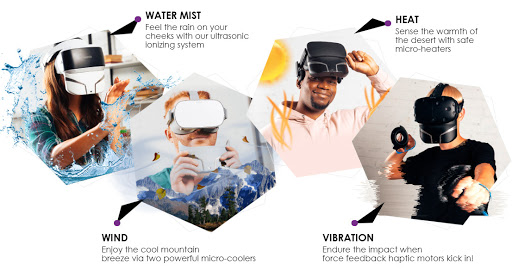 WATER MIST
Feel the rain on your
cheeks with our ultrasonic
ionizing system
HEAT
Sense the warmth of
the desert with safe
micro-heaters
WIND
Enjoy the cool mountain
breeze via two powerful micro-coolers
VIBRATION
Endure the impact when
force feedback haptic motors kick in!